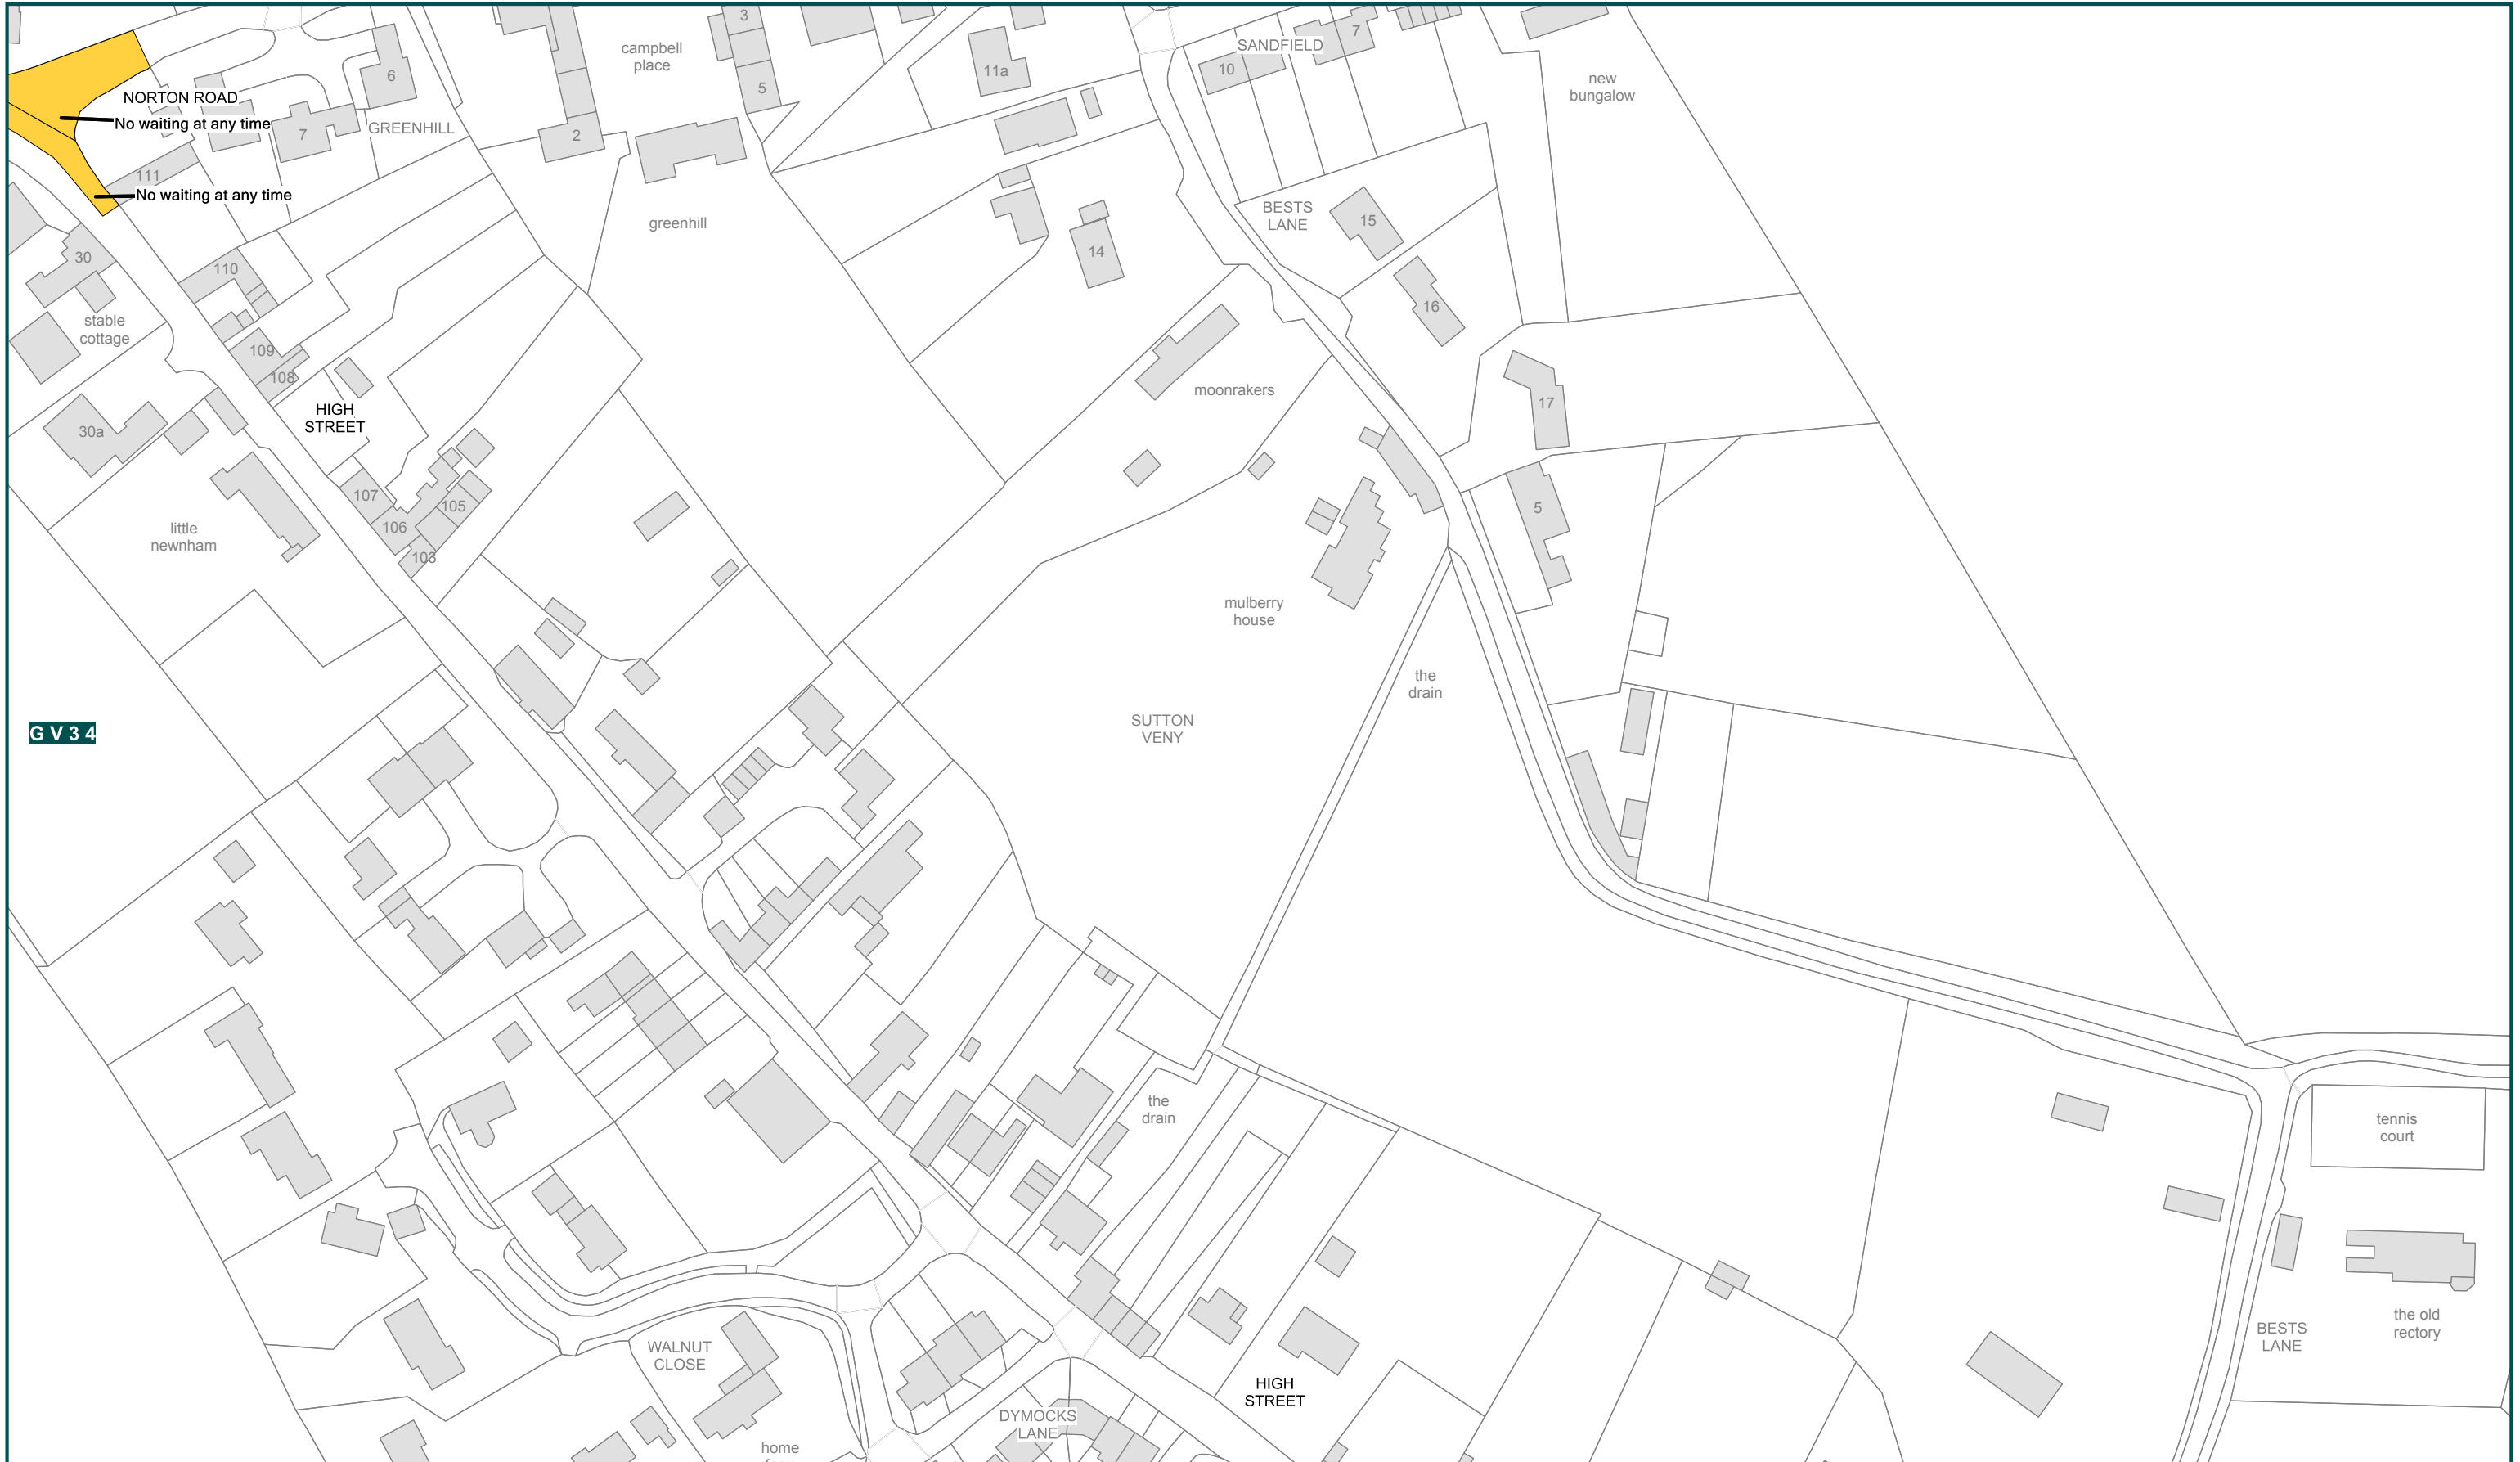 3
campbell
place
5
2
6
NORTON ROAD
No waiting at any time
7
GREENHILL
111
No waiting at any time
greenhill
11a
SANDFIELD
7
10
new
bungalow
BESTS
LANE
15
14
16
30
stable
cottage
110
109
108
HIGH
STREET
30a
moonrakers
17
107
105
106
103
little
newnham
5
mulberry
house
the
drain
SUTTON
VENY
GV34
the
drain
tennis
court
the old
rectory
BESTS
LANE
WALNUT
CLOSE
HIGH
STREET
DYMOCKS
LANE
home